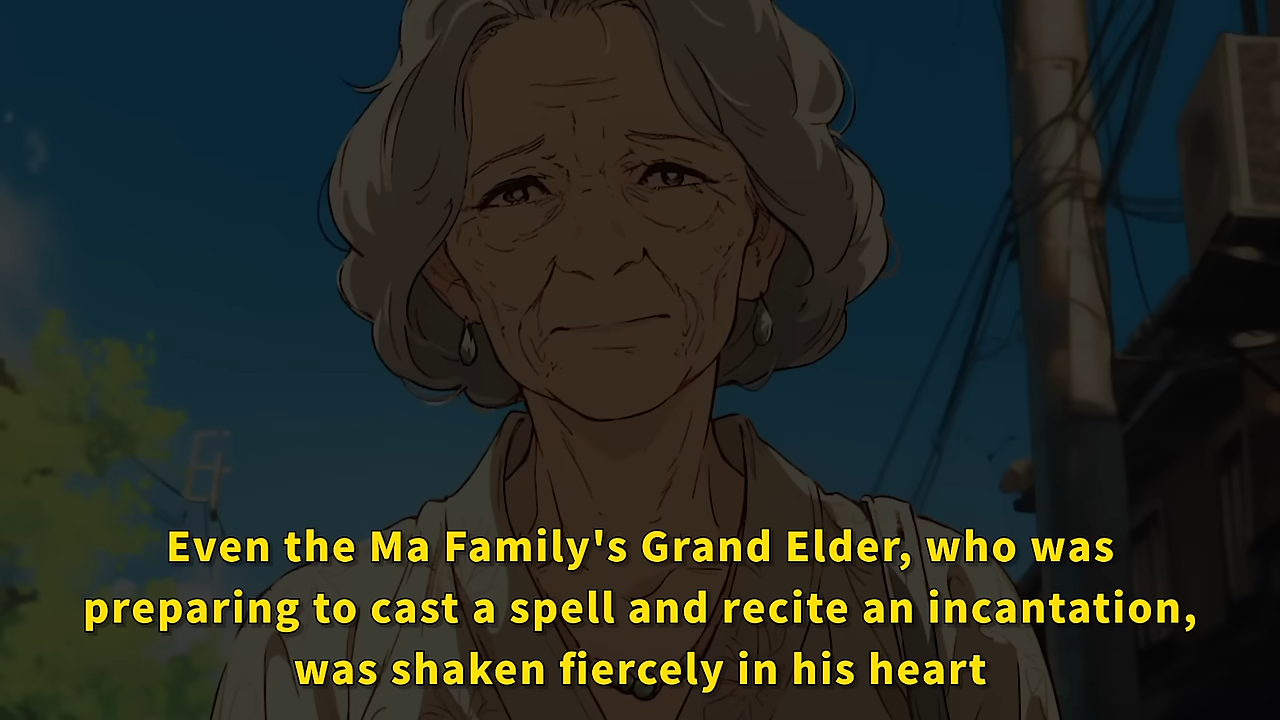 Even the Ma Family's Grand Elder, who was
preparing to cast a spell and recite an incantation,
was shaken fiercely in his heart